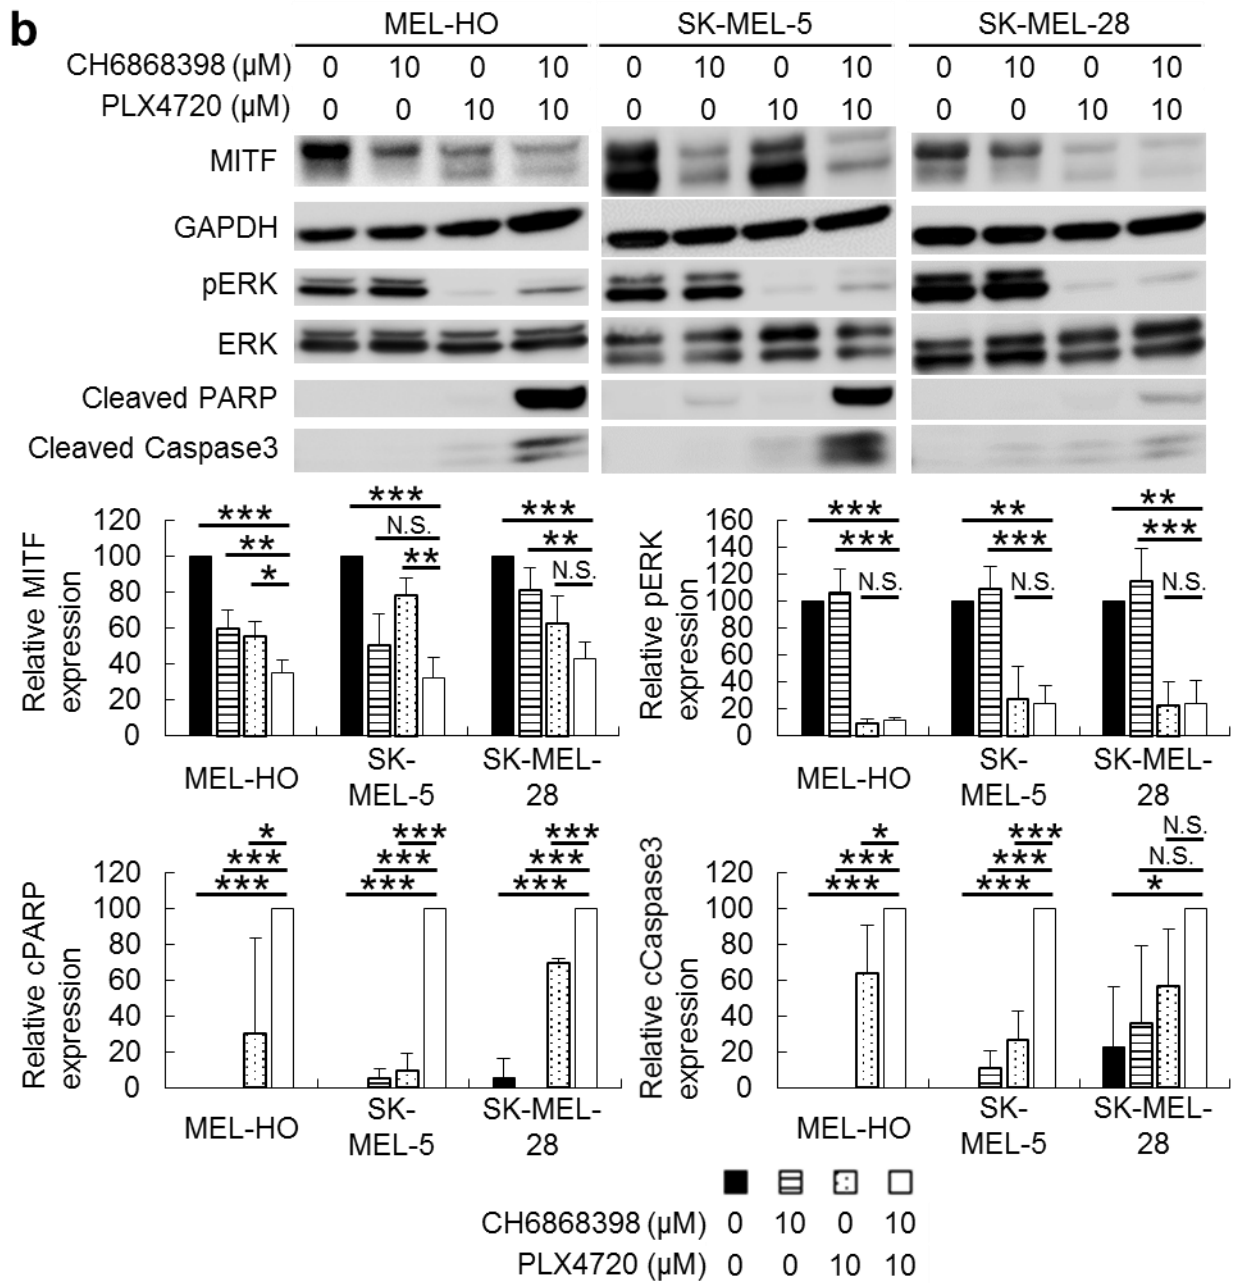 b
MEL-HO SK-MEL-5 SK-MEL-28
CH6868398 (µM) 0 10 0 10 0 10 0 10 0 10 0 10
PLX4720 (µM) 0 0 10 10 0 0 10 10 0 0 10 10
MITF
GAPDH
pERK
ERK
Cleaved PARP
Cleaved Caspase3
Relative MITF
expression
120
100
80
60
40
20
0
***
**
*
***
N.S.
**
***
**
N.S.
MEL-HO
SK-
MEL-5
SK-MEL-
28
Relative pERK
expression
160
140
120
100
80
60
40
20
0
***
***
N.S.
**
***
N.S.
**
***
N.S.
MEL-HO
SK-
MEL-5
SK-MEL-
28
Relative cPARP
expression
120
100
80
60
40
20
0
*
***
***
***
***
***
***
***
***
MEL-HO
SK-
MEL-5
SK-MEL-
28
Relative cCaspase3
expression
120
100
80
60
40
20
0
*
***
***
***
***
***
N.S.
N.S.
*
MEL-HO
SK-
MEL-5
SK-MEL-
28
CH6868398 (µM) 0 10 0 10
PLX4720 (µM) 0 0 10 10